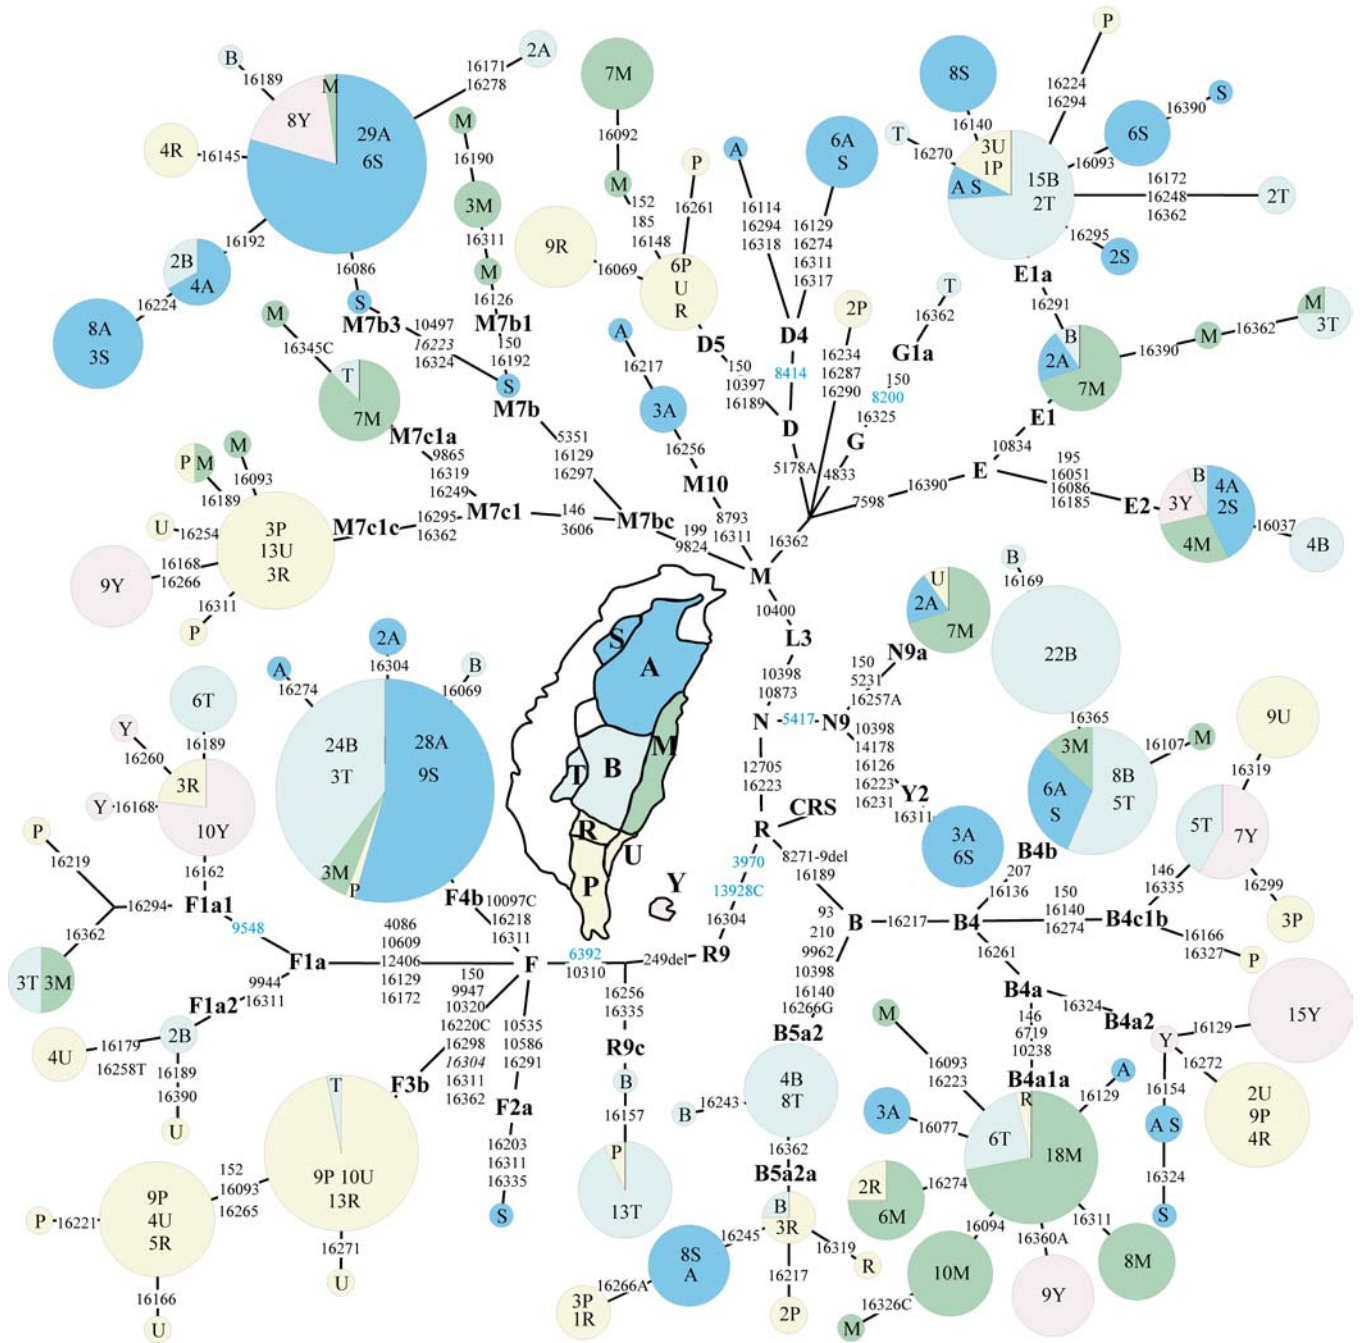 B
16189
2A
16171
16278
M
8Y
29A
6S
4R
16145
2B
4A
16192
16224
8A
3S
16086
S
M7b3
10497
16223
16324
M
16190
3M
16311
M
16126
M7b1
150
16192
S
M7b
7M
16092
M
152
185
16148
P
16261
9R
16069
6P
U
R
D5
150
10397
16189
A
16114
16294
16318
6A
S
16129
16274
16311
16317
D4
8414
D
5178A
2P
16234
16287
16290
T
16362
G1a
150
8200
16325
G
4833
P
16224
16294
8S
16140
S
16390
6S
16093
T
16270
3U
1P
A S
15B
2T
16172
16248
16362
2T
16295
2S
E1a
16291
B
2A
7M
16390
M
16362
M
3T
E1
10834
E
195
16051
16086
16185
E2
3Y
B
4A
2S
4M
16037
4B
7598
16390
M
16345C
T
7M
M7c1a
9865
16319
16249
A
16217
3A
16256
M10
8793
16311
5351
16129
16297
P M
16189
M
16093
U
16254
3P
13U
3R
M7c1c
16295
16362
M7c1
146
3606
M7bc
199
9824
16362
M
9Y
16168
16266
16311
P
10400
L3
10398
10873
N
5417
N9
150
5231
16257A
N9a
U
2A
7M
10398
14178
16126
16223
16231
Y2
16311
3A
6S
B
16169
22B
16365
3M
6A
S
8B
5T
16107
M
B4b
207
16136
9U
16319
5T
7Y
146
16335
16299
3P
S
A
M
B
T
R
U
P
Y
2A
16304
A
16274
B
16069
24B
3T
28A
9S
3M
P
F4b
10097C
16218
16311
6T
16189
Y
16260
3R
Y
16168
10Y
16162
P
16219
16294
F1a1
16362
3T 3M
9548
F1a
4086
10609
12406
16129
16172
F
6392
10310
249del
R9
12705
16223
R
CRS
3970
13928C
16304
8271-9del
16189
B
16217
B4
150
16140
16274
B4c1b
16166
16327
P
9944
16311
F1a2
2B
4U
16179
16258T
16189
16390
U
150
9947
10320
16220C
16298
16304
16311
16362
F3b
10535
10586
16291
F2a
16203
16311
16335
S
16256
16335
R9c
B
16157
P
13T
93
210
9962
10398
16140
16266G
B5a2
4B
8T
B
16243
16362
B5a2a
B
3R
16245
8S
A
16266A
3P
1R
16217
2P
16319
R
16261
B4a
146
6719
10238
B4a1a
16324
B4a2
Y
16129
15Y
16272
2U
9P
4R
16154
A S
16324
S
M
16093
16223
A
16129
3A
16077
6T
R
18M
2R
6M
16274
16094
10M
16326C
M
16360A
9Y
16311
8M
T
9P 10U
13R
16271
U
152
16093
16265
9P
4U
5R
P
16221
16166
U